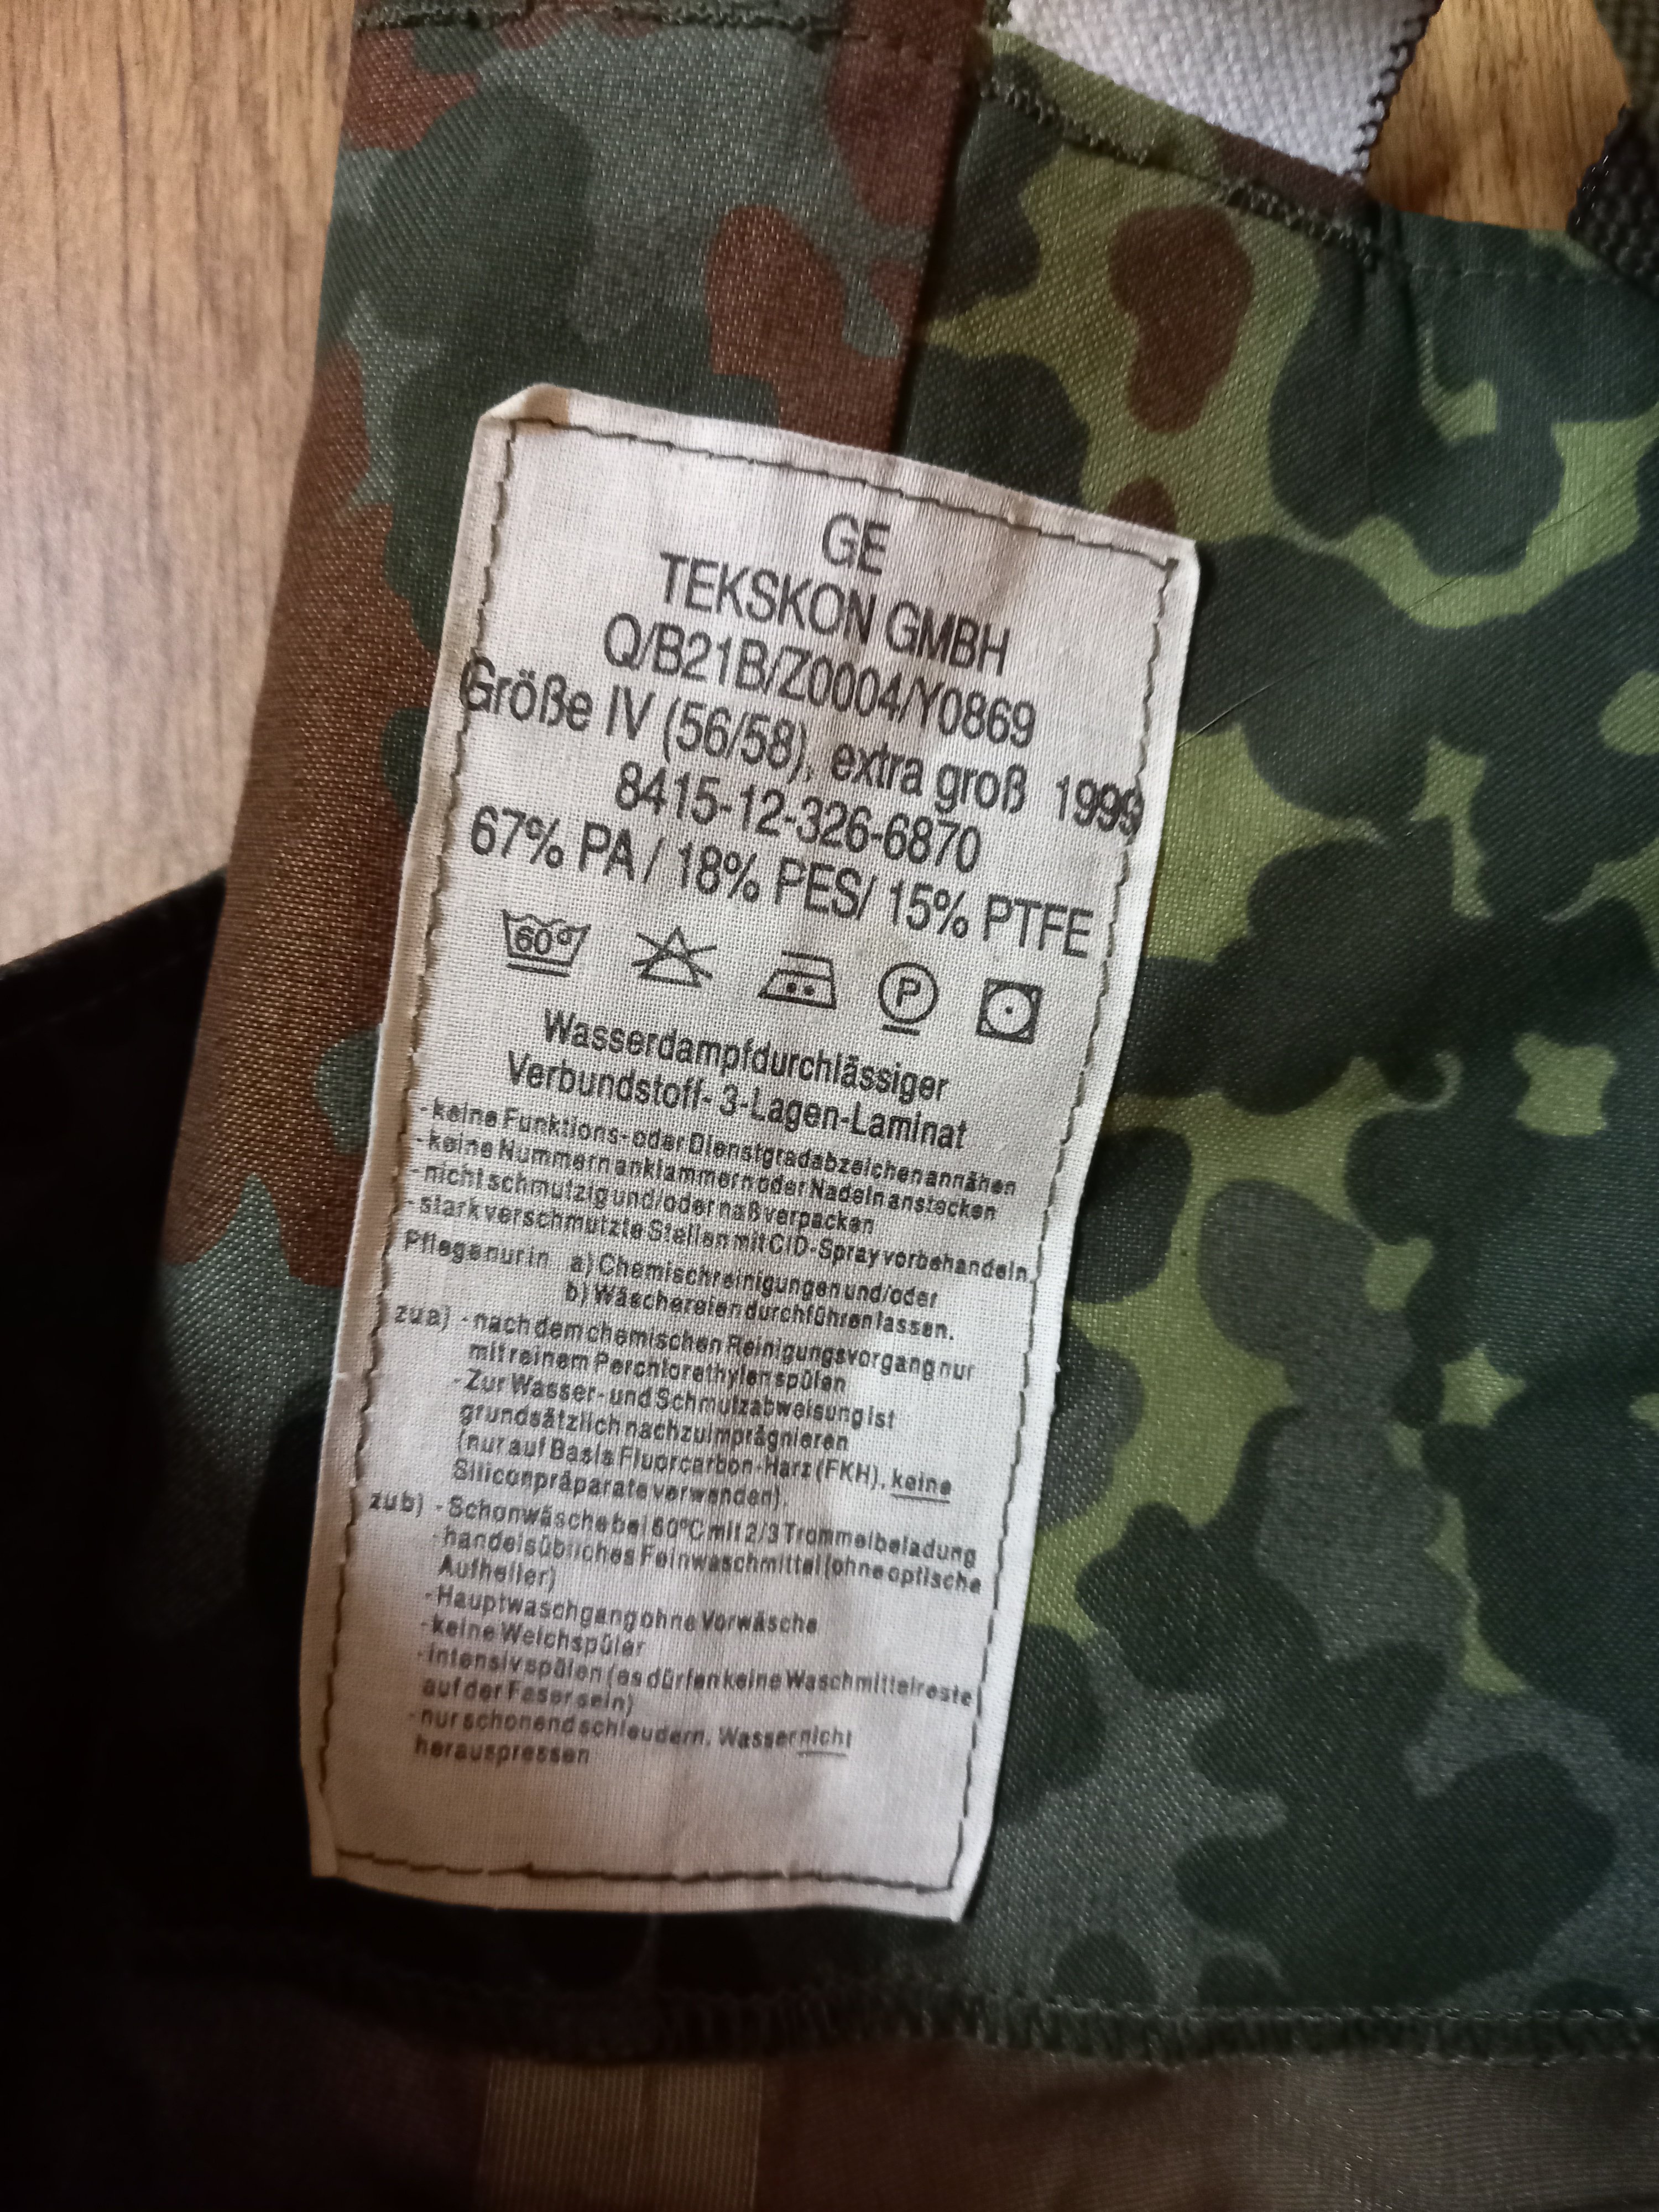 GE
TEKSKON GMBH
Q/B21B/Z0004/Y0869
Größe IV (56/58), extra groß 1999
8415-12-326-6870
67% PA / 18% PES/ 15% PTFE
60° P
Wasserdampfdurchlässiger
Verbundstoff- 3-Lagen-Laminat
- keine Funktions- oder Dienstgradabzeichen annähen
- keine Nummern anklammern oder Nadeln anstecken
- nicht schmutzig und/oder naß verpacken
- stark verschmutzte Stellen mit C/D-Spray vorbehandeln.
Pflege nur in a) Chemischreinigungen und/oder
b) Wäschereien durchführen lassen.
zu a) - nach dem chemischen Reinigungsvorgang nur
mit reinem Perchlorethylen spülen
- Zur Wasser- und Schmutzabweisung ist
grundsätzlich nachzuimprägnieren
(nur auf Basis Fluorcarbon-Harz (FKH), keine
Siliconpräparate verwenden).
zu b) - Schonwäsche bei 60°C mit 2/3 Trommelbeladung
- handelsübliches Feinwaschmittel (ohne optische
Aufheller)
- Hauptwaschgang ohne Vorwäsche
- keine Weichspüler
- intensiv spülen (es dürfen keine Waschmittelreste
auf der Faser sein)
- nur schonend schleudern, Wasser nicht
herauspressen